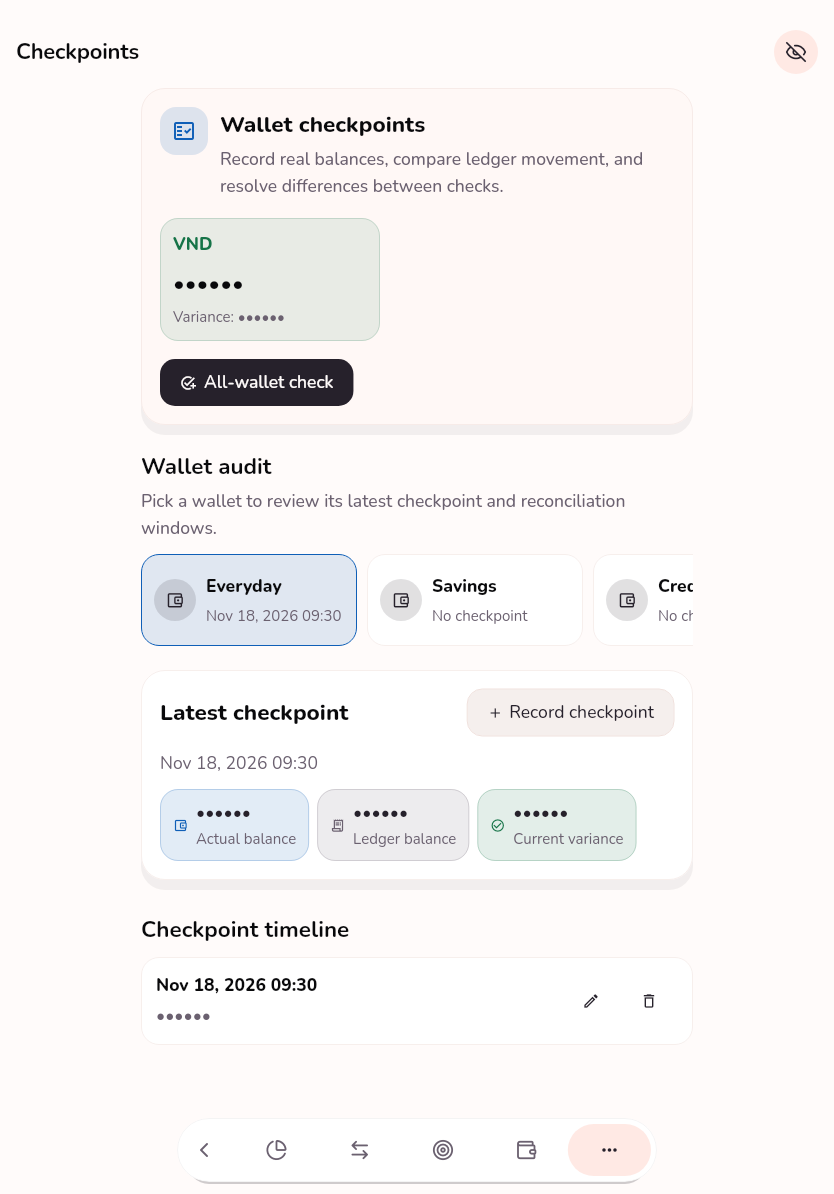 Checkpoints
Wallet checkpoints
Record real balances, compare ledger movement, and
resolve differences between checks.
VND
••••••
Variance: ••••••
All-wallet check
Wallet audit
Pick a wallet to review its latest checkpoint and reconciliation
windows.
Everyday
Nov 18, 2026 09:30
Savings
No checkpoint
Latest checkpoint
Record checkpoint
Nov 18, 2026 09:30
••••••
Actual balance
••••••
Ledger balance
••••••
Current variance
Checkpoint timeline
Nov 18, 2026 09:30
••••••